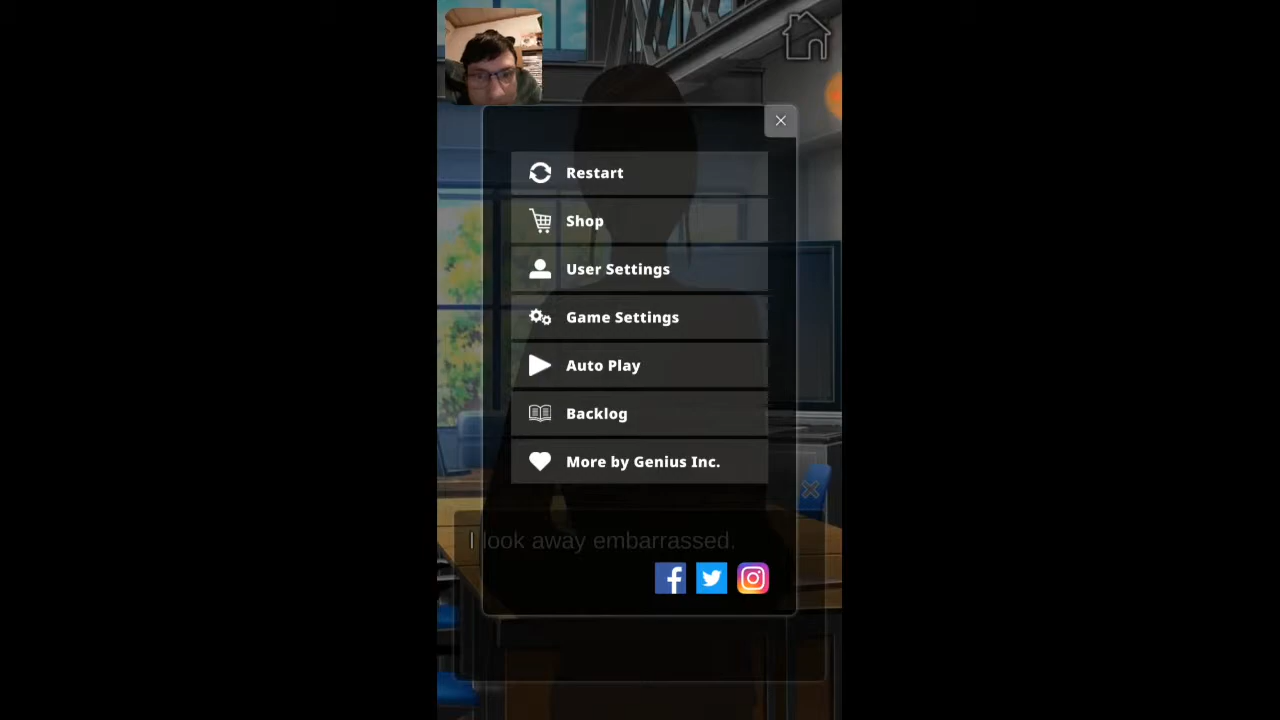 Restart
Shop
User Settings
Game Settings
Auto Play
Backlog
More by Genius Inc.
I look away embarrassed.